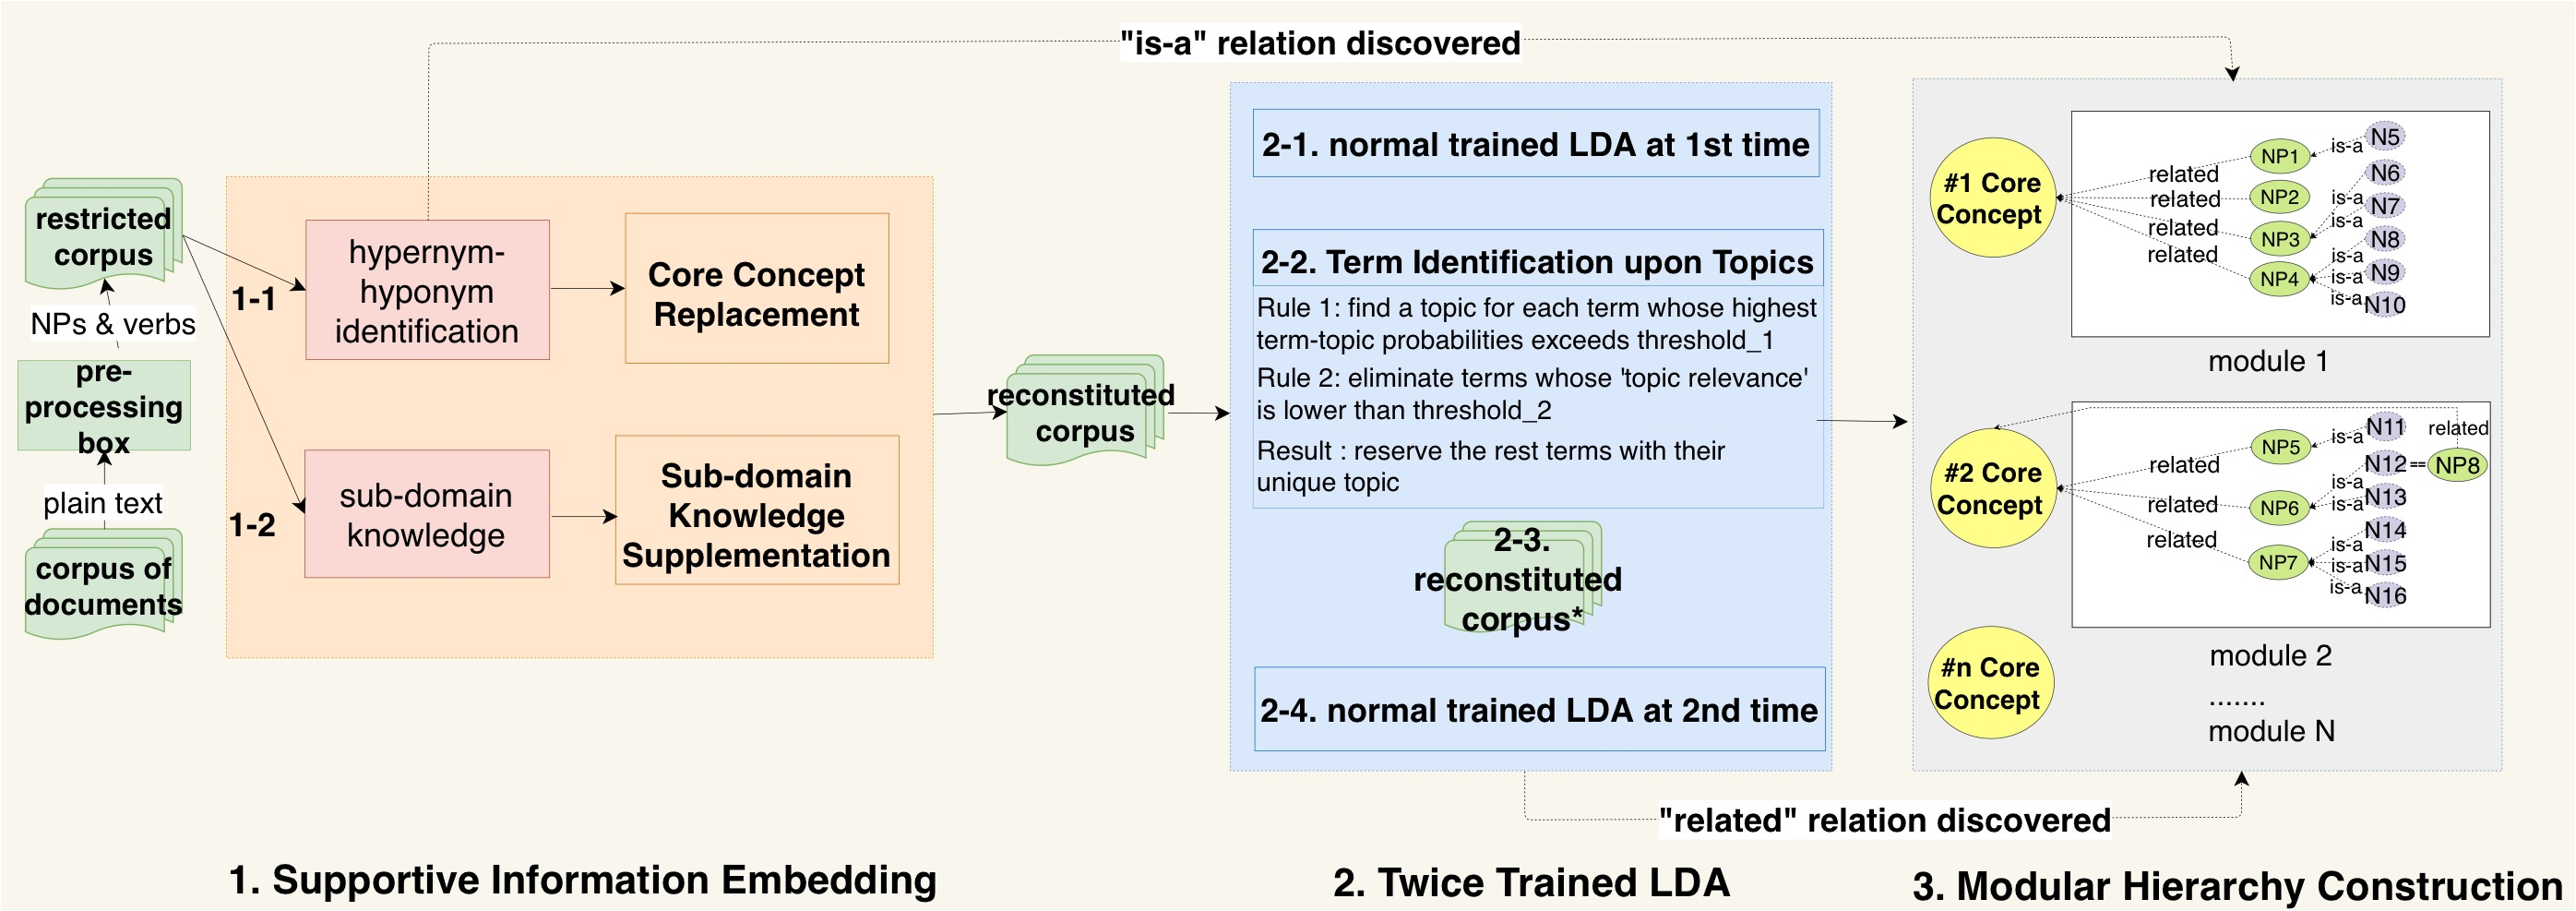 "is-a" relation discovered
restricted
corpus
NPs & verbs
pre-
processing
box
plain text
corpus of
documents
1-1
hypernym-
hyponym
identification
Core Concept
Replacement
1-2
sub-domain
knowledge
Sub-domain
Knowledge
Supplementation
reconstituted
corpus
2-1. normal trained LDA at 1st time
2-2. Term Identification upon Topics
Rule 1: find a topic for each term whose highest
term-topic probabilities exceeds threshold_1
Rule 2: eliminate terms whose 'topic relevance'
is lower than threshold_2
Result : reserve the rest terms with their
unique topic
2-3.
reconstituted
corpus*
2-4. normal trained LDA at 2nd time
#1 Core
Concept
related
related
related
related
NP1
NP2
NP3
NP4
is-a
is-a
is-a
is-a
is-a
is-a
N5
N6
N7
N8
N9
N10
module 1
#2 Core
Concept
related
related
related
NP5
NP6
NP7
is-a
is-a
is-a
is-a
is-a
is-a
N11
N12
N13
N14
N15
N16
related
==
NP8
module 2
#n Core
Concept
.......
module N
"related" relation discovered
1. Supportive Information Embedding
2. Twice Trained LDA
3. Modular Hierarchy Construction